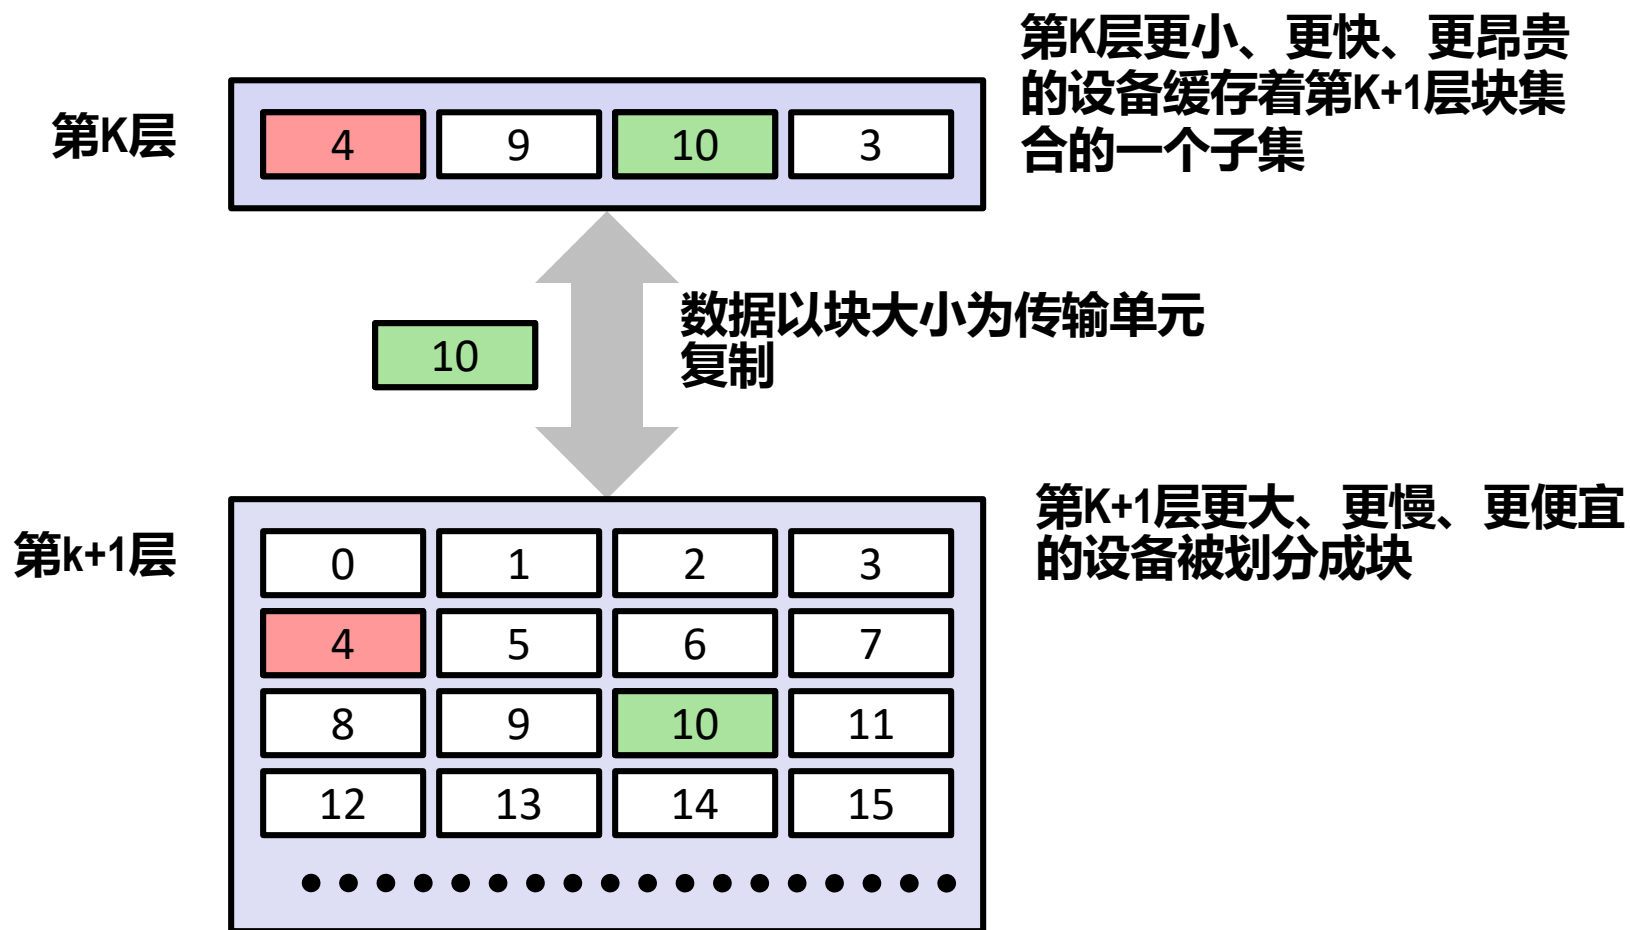 第K层更小、更快、更昂贵
的设备缓存着第K+1层块集
合的一个子集
第K层
4 9 10 3
数据以块大小为传输单元
复制
10
第K+1层更大、更慢、更便宜
的设备被划分成块
第k+1层
0 1 2 3
4 5 6 7
8 9 10 11
12 13 14 15